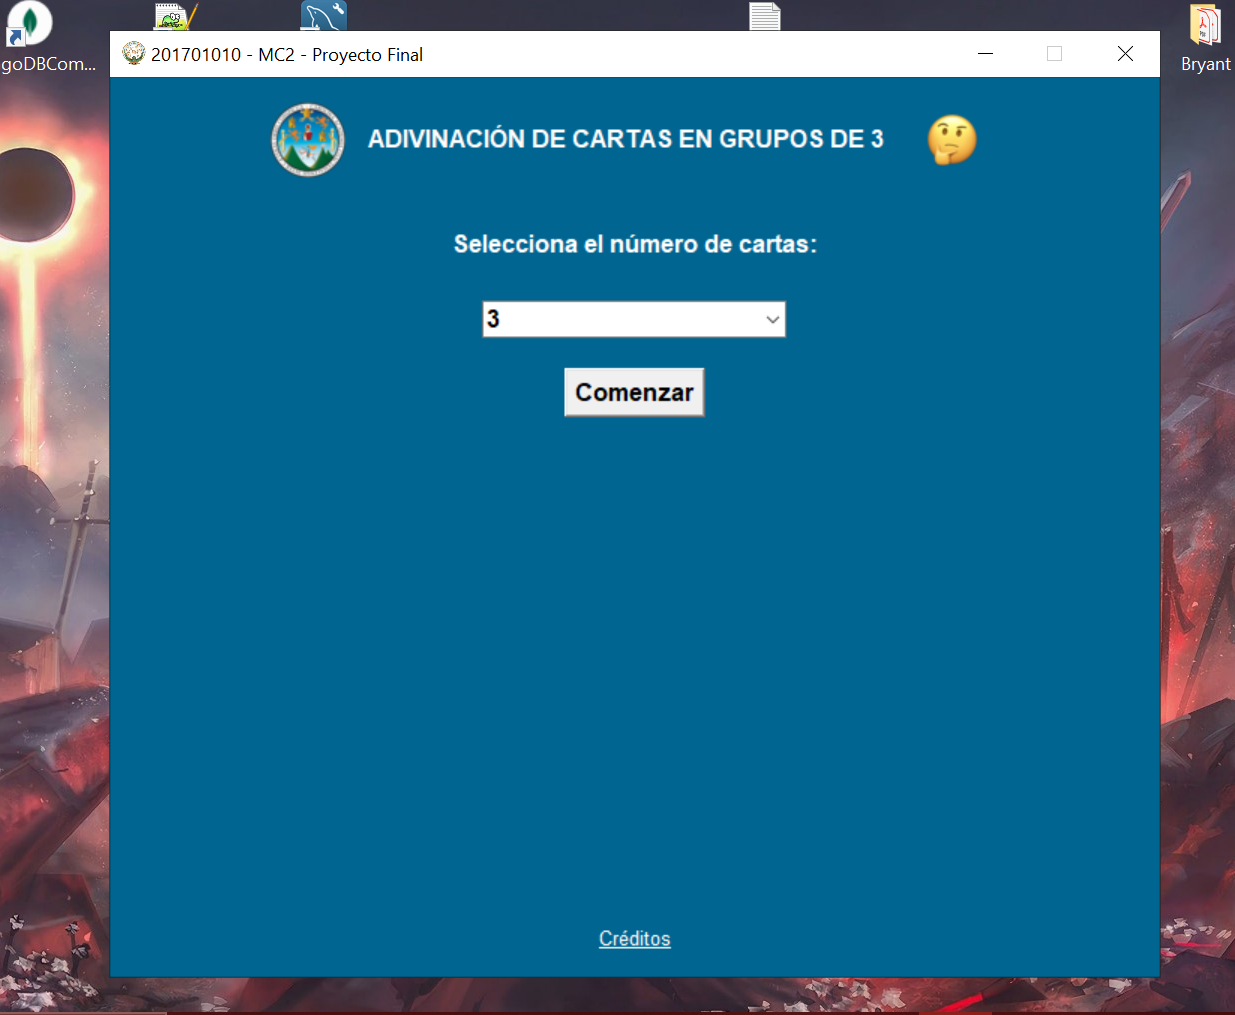 goDBCom...
Bryant
201701010 - MC2 - Proyecto Final
ADIVINACIÓN DE CARTAS EN GRUPOS DE 3
Selecciona el número de cartas:
3
Comenzar
Créditos